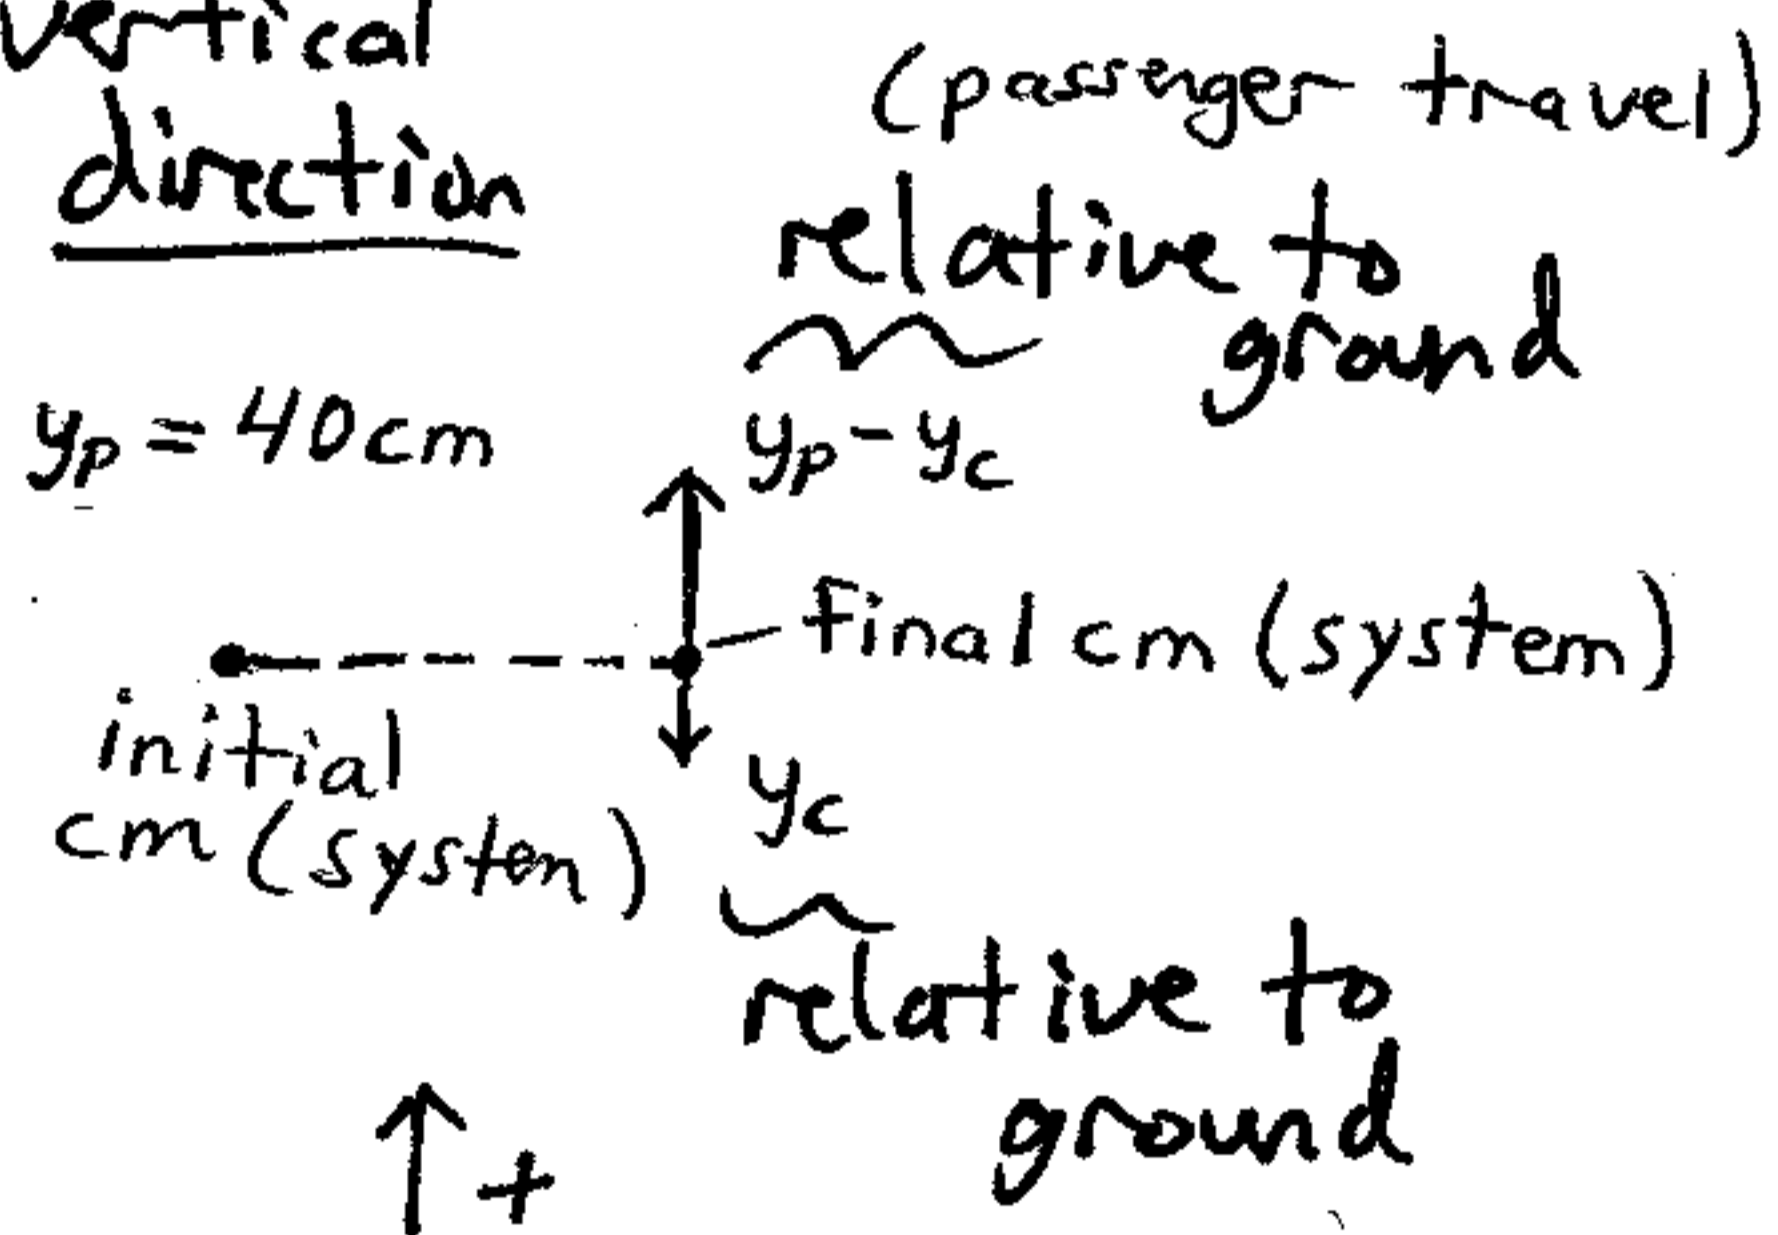 vertical
direction
(passenger travel)
relative to
ground
yp = 40cm
yp - yc
final cm (system)
initial
cm (system)
yc
relative to
ground
+